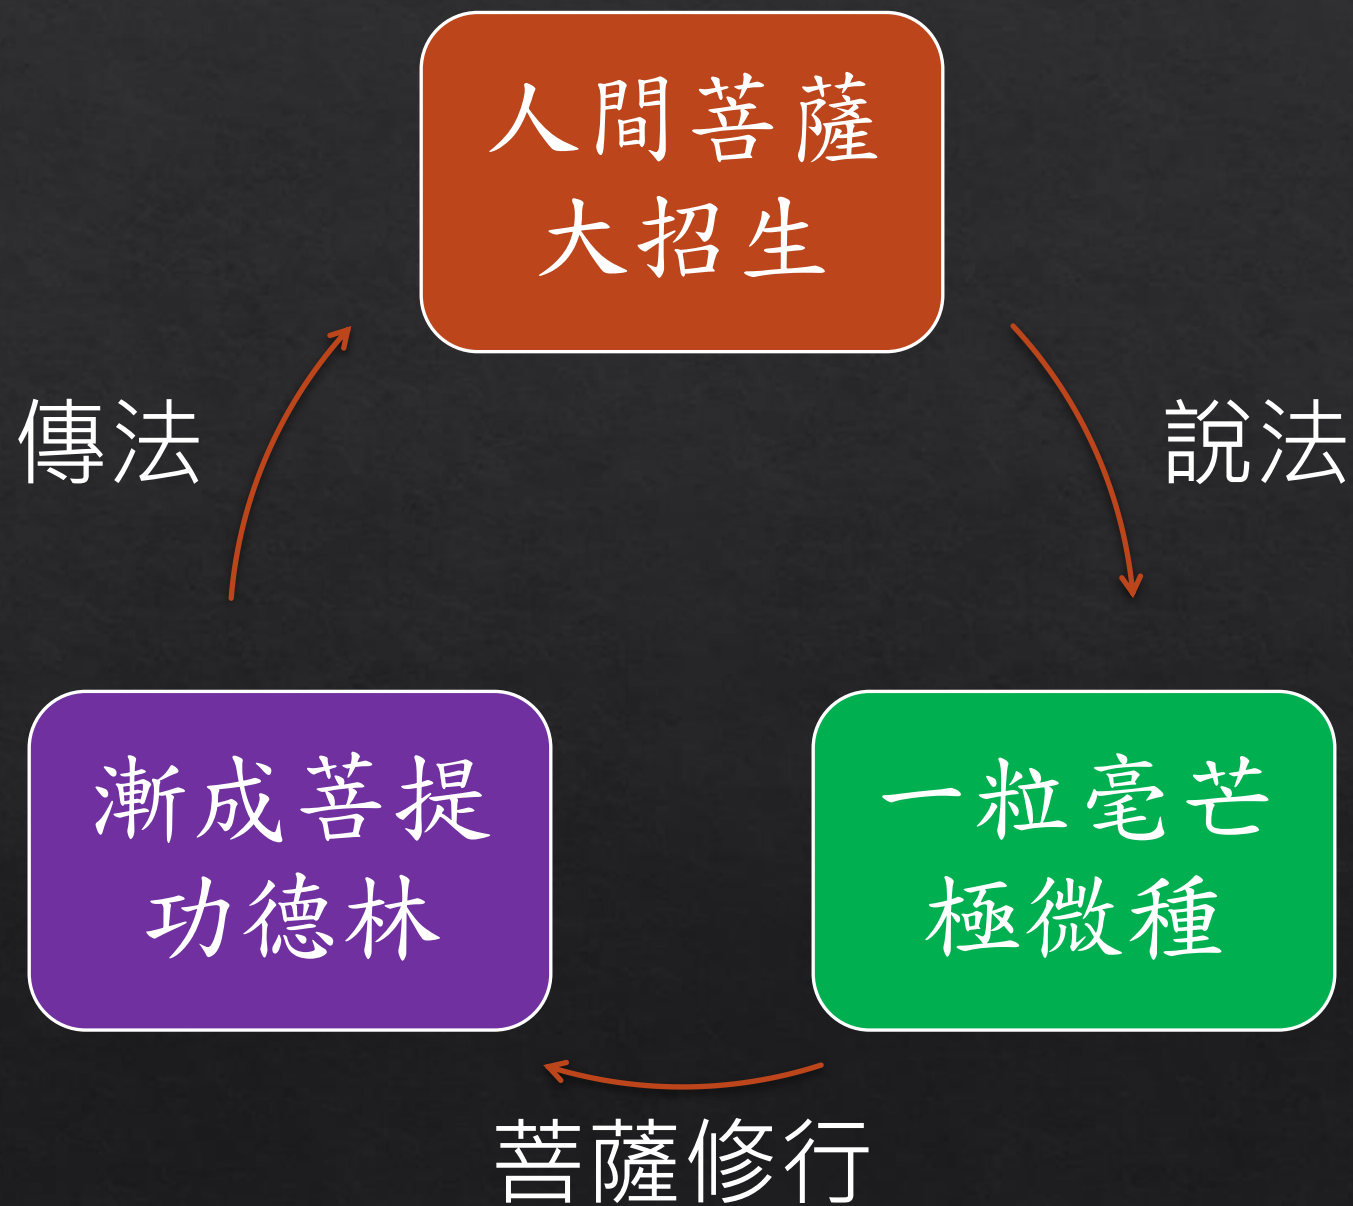 人間菩薩
大招生
傳法
說法
漸成菩提
功德林
一粒毫芒
極微種
菩薩修行